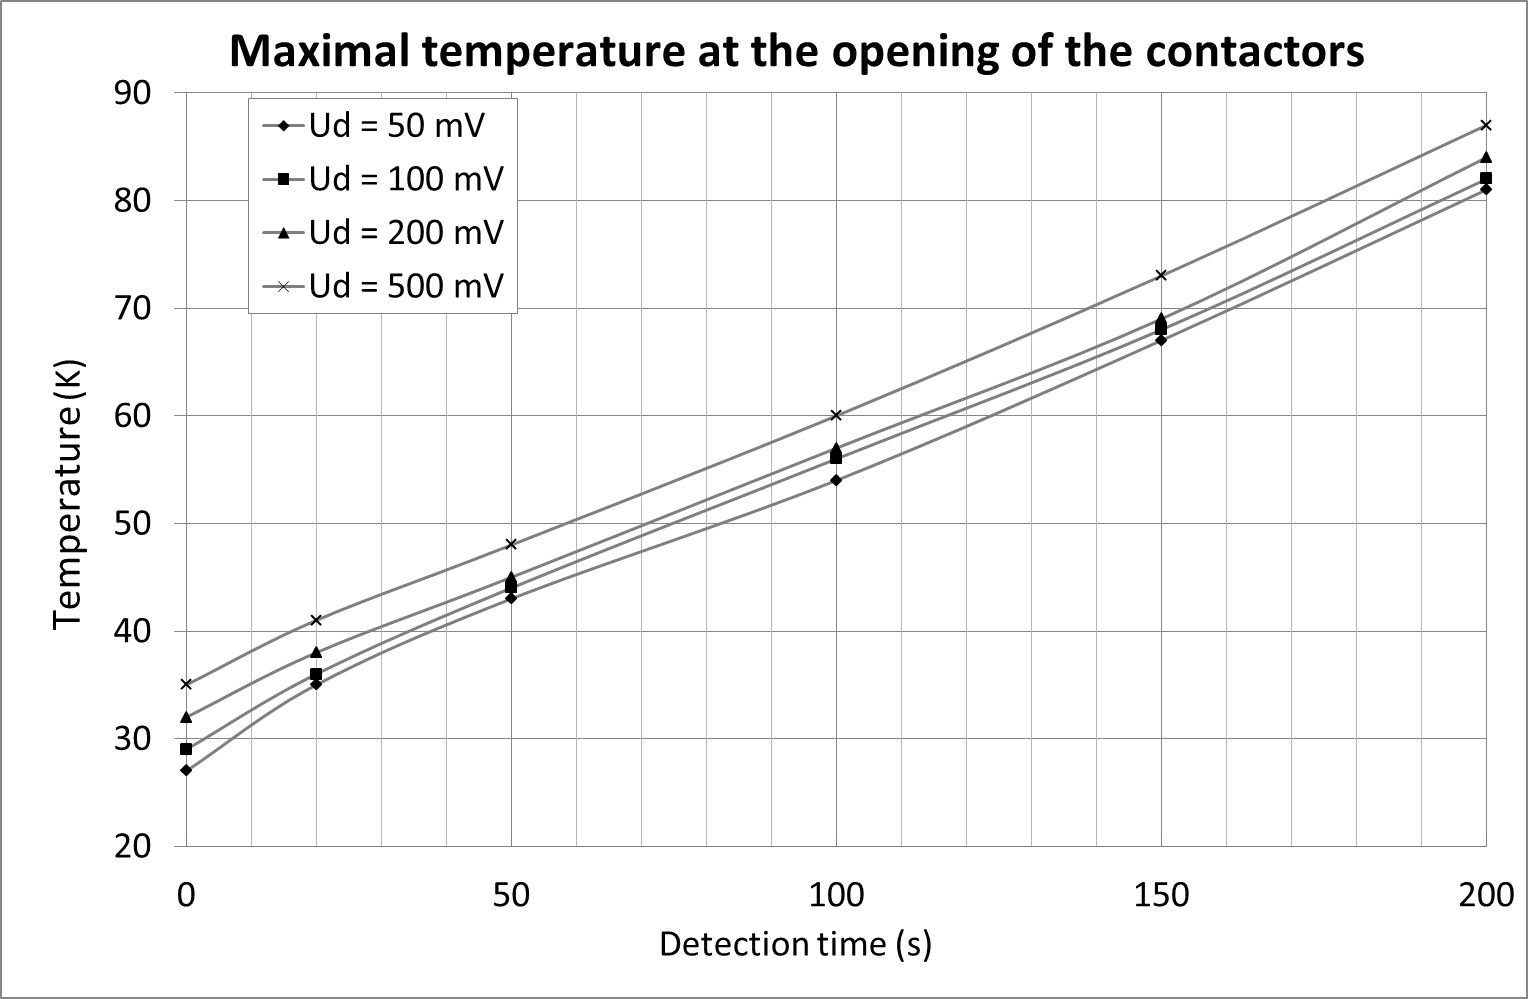 Maximal temperature at the opening of the contactors
90
80
70
60
50
40
30
20
Ud = 50 mV
Ud = 100 mV
Ud = 200 mV
Ud = 500 mV
Temperature (K)
0 50 100 150 200
Detection time (s)